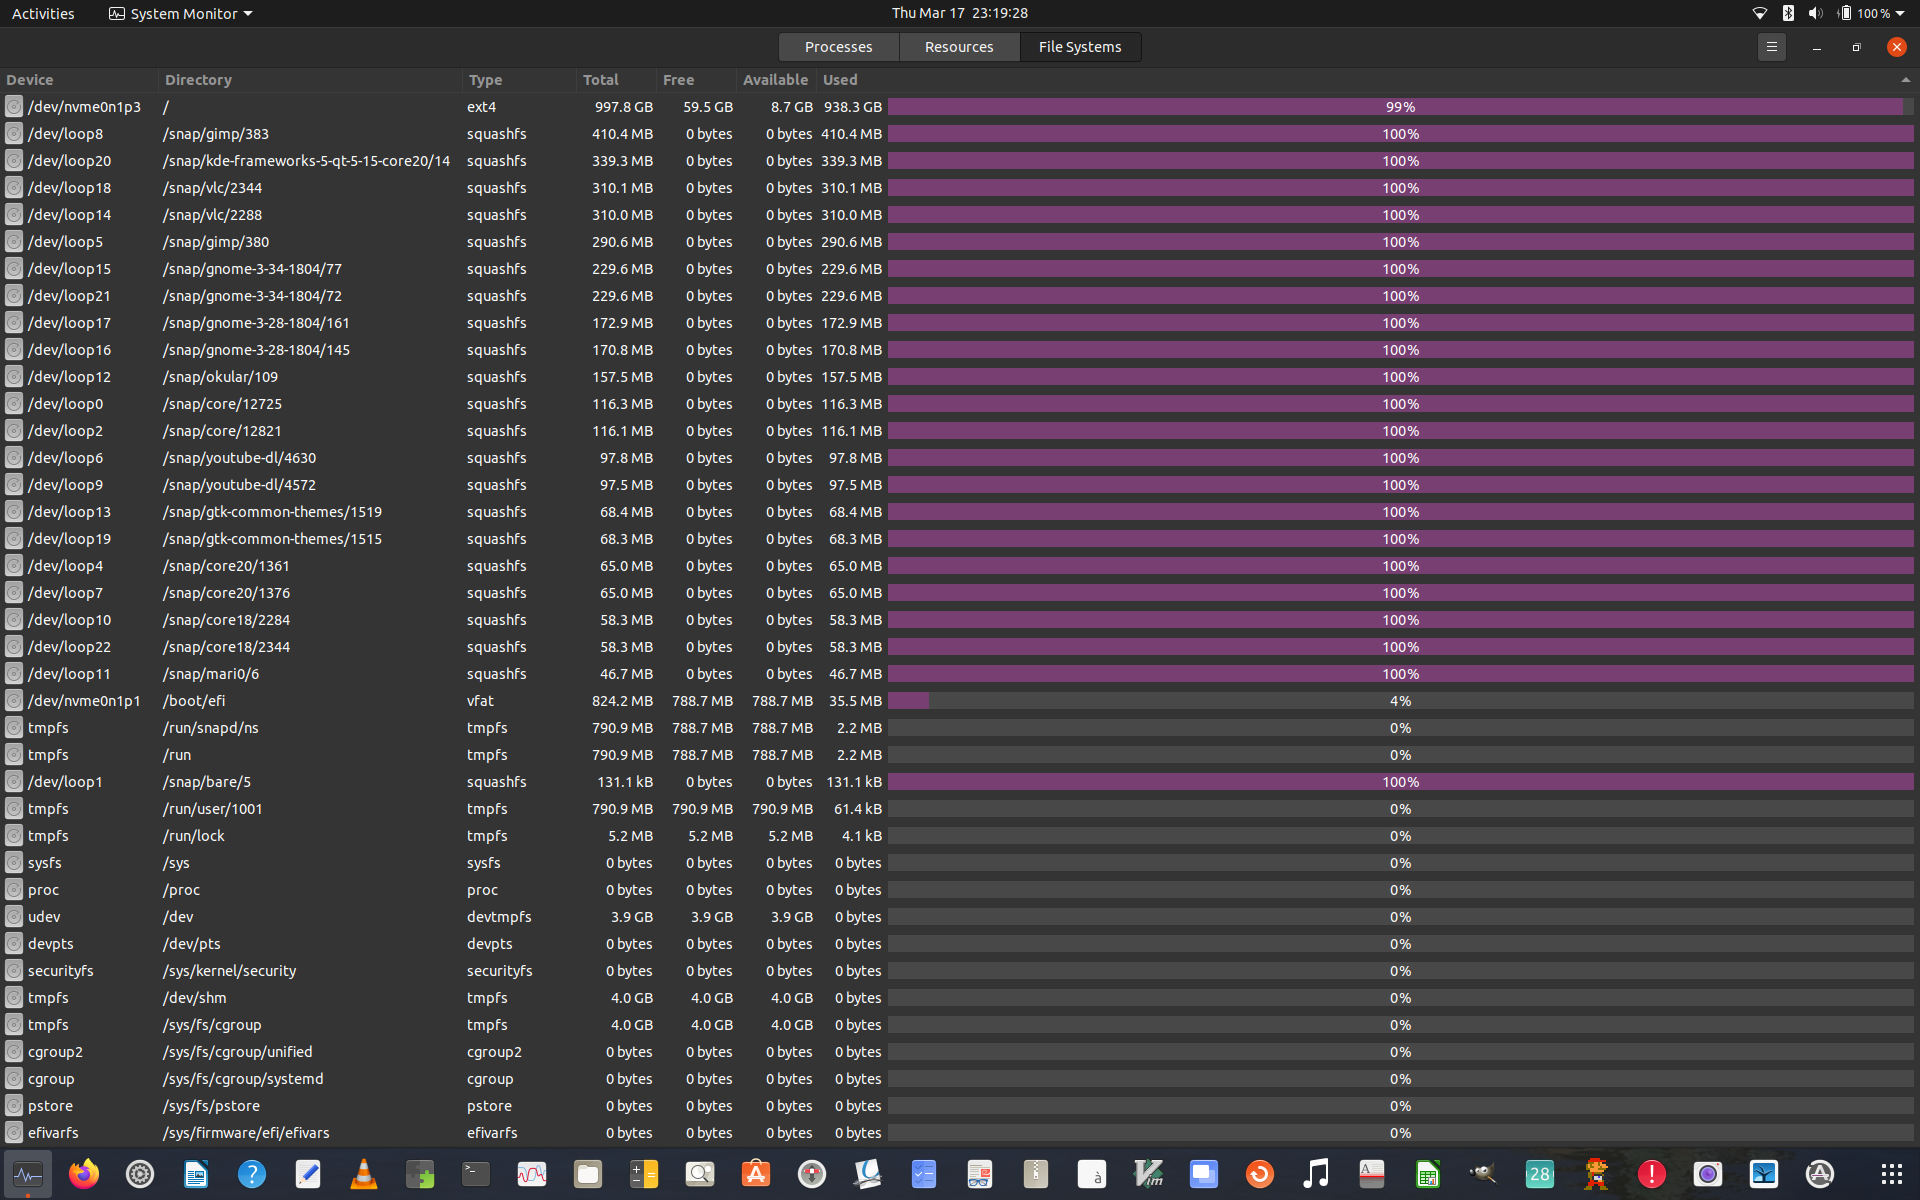 Activities System Monitor Thu Mar 17 23:19:28 100 %
Processes Resources File Systems
Device Directory Type Total Free Available Used
/dev/nvme0n1p3 / ext4 997.8 GB 59.5 GB 8.7 GB 938.3 GB 99%
/dev/loop8 /snap/gimp/383 squashfs 410.4 MB 0 bytes 0 bytes 410.4 MB 100%
/dev/loop20 /snap/kde-frameworks-5-qt-5-15-core20/14 squashfs 339.3 MB 0 bytes 0 bytes 339.3 MB 100%
/dev/loop18 /snap/vlc/2344 squashfs 310.1 MB 0 bytes 0 bytes 310.1 MB 100%
/dev/loop14 /snap/vlc/2288 squashfs 310.0 MB 0 bytes 0 bytes 310.0 MB 100%
/dev/loop5 /snap/gimp/380 squashfs 290.6 MB 0 bytes 0 bytes 290.6 MB 100%
/dev/loop15 /snap/gnome-3-34-1804/77 squashfs 229.6 MB 0 bytes 0 bytes 229.6 MB 100%
/dev/loop21 /snap/gnome-3-34-1804/72 squashfs 229.6 MB 0 bytes 0 bytes 229.6 MB 100%
/dev/loop17 /snap/gnome-3-28-1804/161 squashfs 172.9 MB 0 bytes 0 bytes 172.9 MB 100%
/dev/loop16 /snap/gnome-3-28-1804/145 squashfs 170.8 MB 0 bytes 0 bytes 170.8 MB 100%
/dev/loop12 /snap/okular/109 squashfs 157.5 MB 0 bytes 0 bytes 157.5 MB 100%
/dev/loop0 /snap/core/12725 squashfs 116.3 MB 0 bytes 0 bytes 116.3 MB 100%
/dev/loop2 /snap/core/12821 squashfs 116.1 MB 0 bytes 0 bytes 116.1 MB 100%
/dev/loop6 /snap/youtube-dl/4630 squashfs 97.8 MB 0 bytes 0 bytes 97.8 MB 100%
/dev/loop9 /snap/youtube-dl/4572 squashfs 97.5 MB 0 bytes 0 bytes 97.5 MB 100%
/dev/loop13 /snap/gtk-common-themes/1519 squashfs 68.4 MB 0 bytes 0 bytes 68.4 MB 100%
/dev/loop19 /snap/gtk-common-themes/1515 squashfs 68.3 MB 0 bytes 0 bytes 68.3 MB 100%
/dev/loop4 /snap/core20/1361 squashfs 65.0 MB 0 bytes 0 bytes 65.0 MB 100%
/dev/loop7 /snap/core20/1376 squashfs 65.0 MB 0 bytes 0 bytes 65.0 MB 100%
/dev/loop10 /snap/core18/2284 squashfs 58.3 MB 0 bytes 0 bytes 58.3 MB 100%
/dev/loop22 /snap/core18/2344 squashfs 58.3 MB 0 bytes 0 bytes 58.3 MB 100%
/dev/loop11 /snap/mari0/6 squashfs 46.7 MB 0 bytes 0 bytes 46.7 MB 100%
/dev/nvme0n1p1 /boot/efi vfat 824.2 MB 788.7 MB 788.7 MB 35.5 MB 4%
tmpfs /run/snapd/ns tmpfs 790.9 MB 788.7 MB 788.7 MB 2.2 MB 0%
tmpfs /run tmpfs 790.9 MB 788.7 MB 788.7 MB 2.2 MB 0%
/dev/loop1 /snap/bare/5 squashfs 131.1 kB 0 bytes 0 bytes 131.1 kB 100%
tmpfs /run/user/1001 tmpfs 790.9 MB 790.9 MB 790.9 MB 61.4 kB 0%
tmpfs /run/lock tmpfs 5.2 MB 5.2 MB 5.2 MB 4.1 kB 0%
sysfs /sys sysfs 0 bytes 0 bytes 0 bytes 0 bytes 0%
proc /proc proc 0 bytes 0 bytes 0 bytes 0 bytes 0%
udev /dev devtmpfs 3.9 GB 3.9 GB 3.9 GB 0 bytes 0%
devpts /dev/pts devpts 0 bytes 0 bytes 0 bytes 0 bytes 0%
securityfs /sys/kernel/security securityfs 0 bytes 0 bytes 0 bytes 0 bytes 0%
tmpfs /dev/shm tmpfs 4.0 GB 4.0 GB 4.0 GB 0 bytes 0%
tmpfs /sys/fs/cgroup tmpfs 4.0 GB 4.0 GB 4.0 GB 0 bytes 0%
cgroup2 /sys/fs/cgroup/unified cgroup2 0 bytes 0 bytes 0 bytes 0 bytes 0%
cgroup /sys/fs/cgroup/systemd cgroup 0 bytes 0 bytes 0 bytes 0 bytes 0%
pstore /sys/fs/pstore pstore 0 bytes 0 bytes 0 bytes 0 bytes 0%
efivarfs /sys/firmware/efi/efivars efivarfs 0 bytes 0 bytes 0 bytes 0 bytes 0%
? >_ à Vim A 28 !